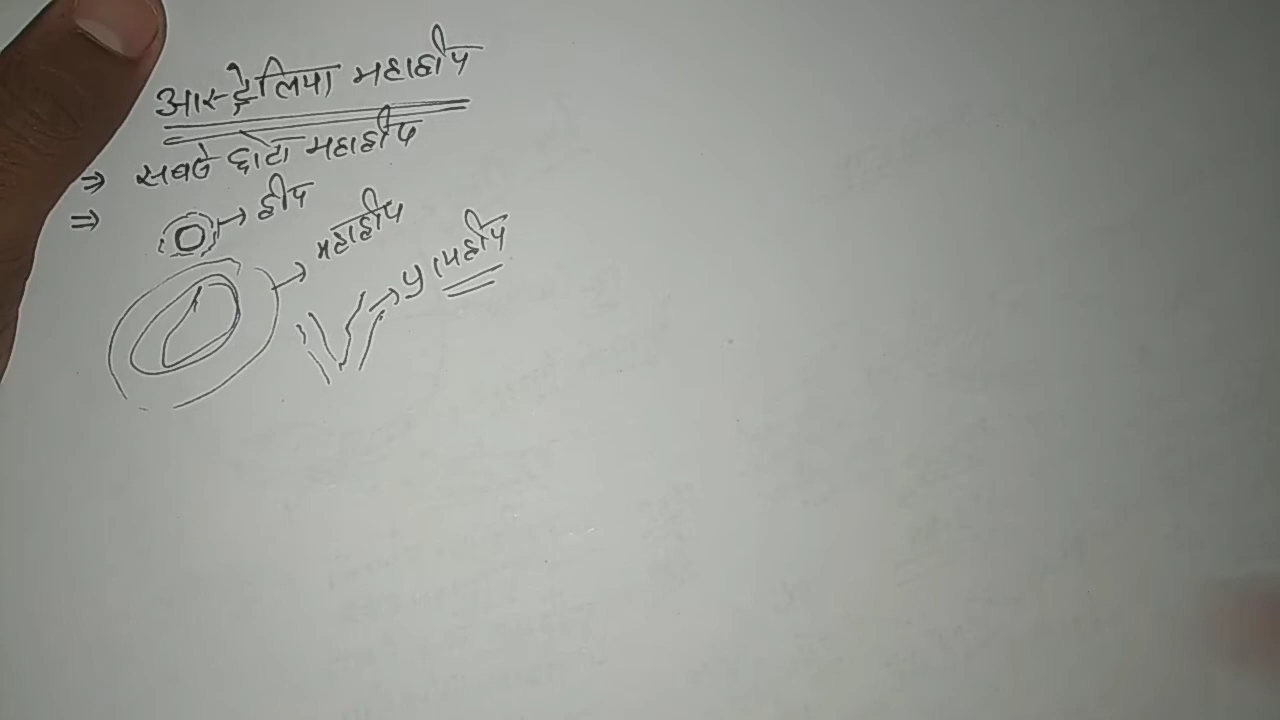 आस्ट्रेलिया महाद्वीप
⇒ सबसे छोटा महाद्वीप
⇒ → द्वीप
→ महाद्वीप
→ प्रायद्वीप